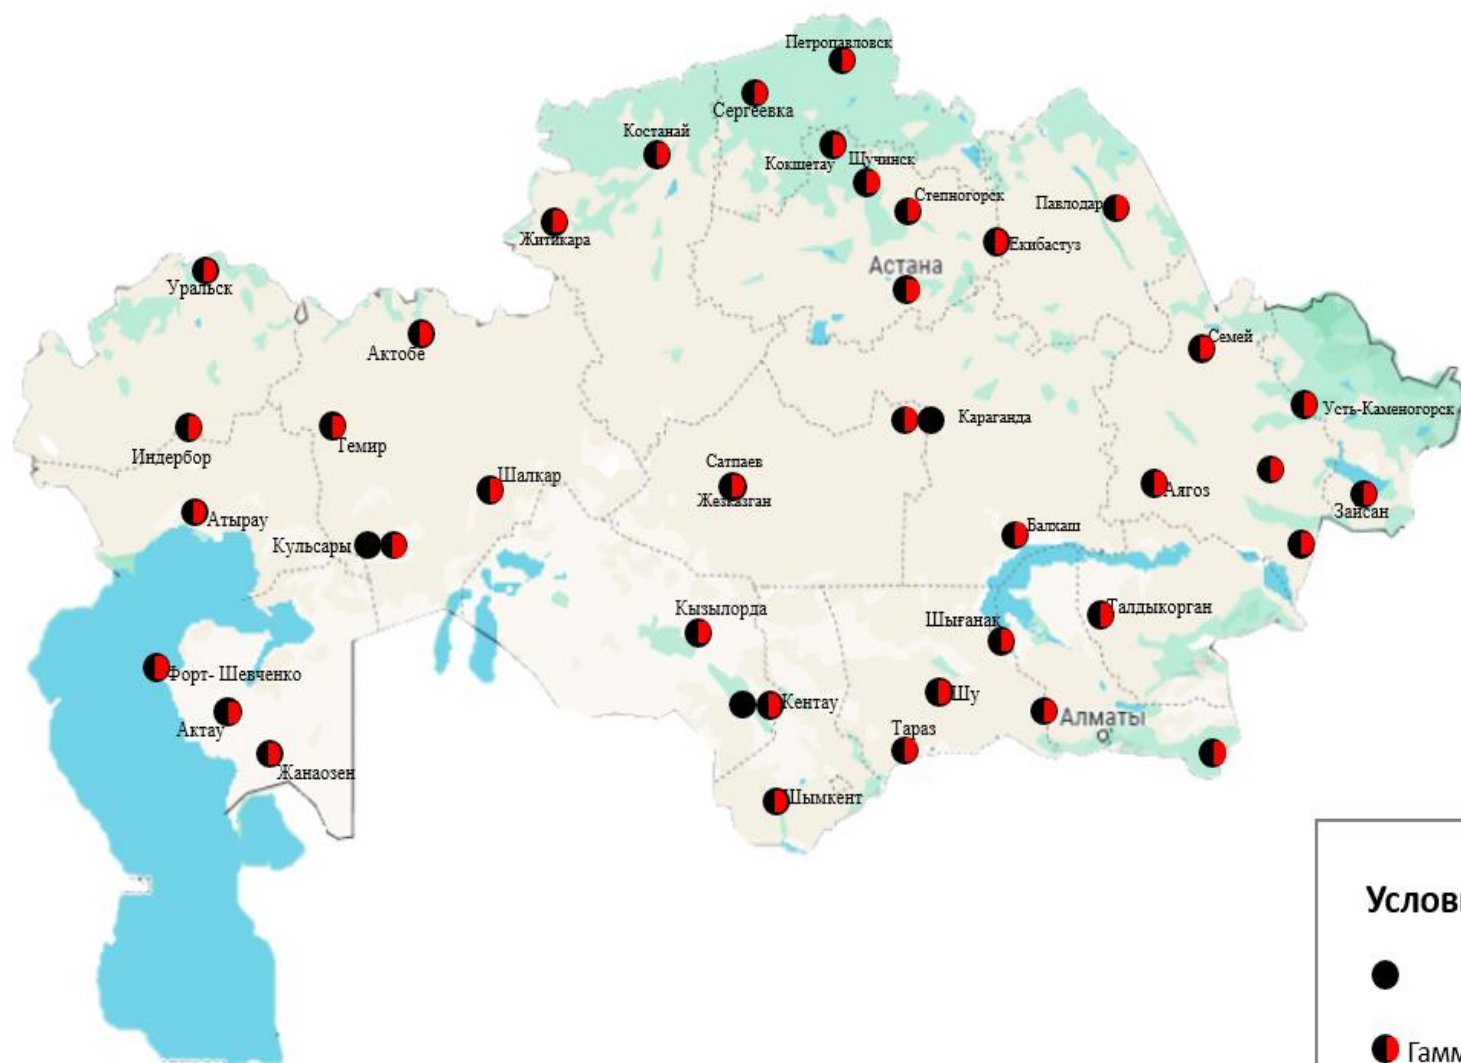 Петропавловск
Сергеевка
Костанай
Кокшетау
Щучинск
Степногорск
Павлодар
Житикара
Екибастуз
Астана
Уральск
Актобе
Семей
Усть-Каменогорск
Караганда
Темир
Индербор
Сатпаев
Жезказган
Шалкар
Аягоз
Зайсан
Атырау
Балхаш
Кульсары
Кызылорда
Шығанак
Талдыкорган
Форт- Шевченко
Шу
Кентау
Актау
Тараз
Алматы
Жанаозен
Шымкент
Услов
Гамм